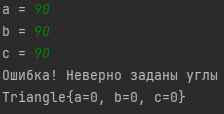 a = 90
b = 90
c = 90
Ошибка! Неверно заданы углы
Triangle{a=0, b=0, c=0}